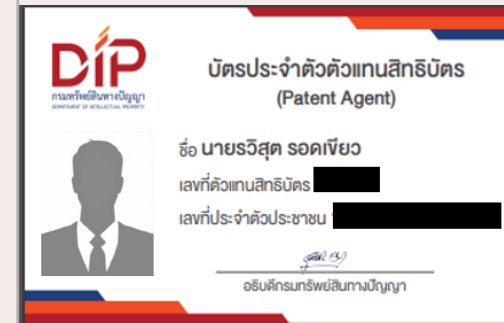 DIP
กรมทรัพย์สินทางปัญญา
DEPARTMENT OF INTELLECTUAL PROPERTY
บัตรประจำตัวตัวแทนสิทธิบัตร
(Patent Agent)
ชื่อ นายรวิสุต รอดเขียว
เลขที่ตัวแทนสิทธิบัตร
เลขที่ประจำตัวประชาชน
อธิบดีกรมทรัพย์สินทางปัญญา